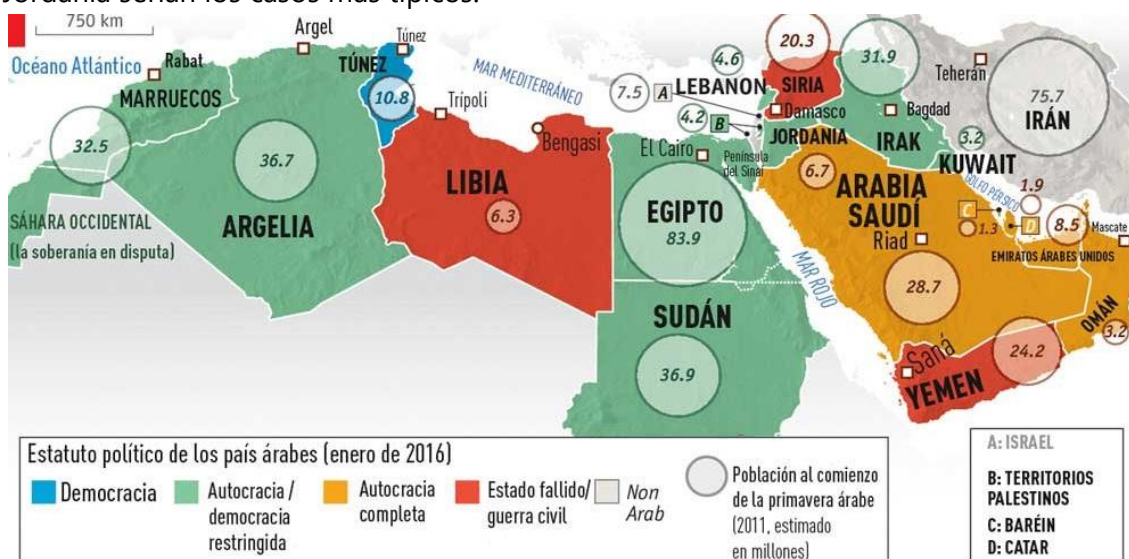 Jordania serían los casos más típicos.
750 km
Océano Atlántico
Rabat
Argel
Túnez
TÚNEZ
10.8
MAR MEDITERRÁNEO
Trípoli
Bengasi
MARRUECOS
32.5
36.7
ARGELIA
SÁHARA OCCIDENTAL
(la soberanía en disputa)
LIBIA
6.3
7.5
A
4.6
LEBANON
4.2
B
20.3
SIRIA
Damasco
JORDANIA
6.7
El Cairo
Península
del Sinaí
EGIPTO
83.9
SUDÁN
36.9
MAR ROJO
31.9
Bagdad
IRAK
Teherán
75.7
IRÁN
3.2
KUWAIT
GOLFO PÉRSICO
1.9
ARABIA
SAUDÍ
Riad
28.7
C
1.3
D
8.5
Mascate
EMIRATOS ÁRABES UNIDOS
OMÁN
3.2
Saná
24.2
YEMEN
Estatuto político de los país árabes (enero de 2016)
Democracia
Autocracia /
democracia
restringida
Autocracia
completa
Estado fallido/
guerra civil
Non
Arab
Población al comienzo
de la primavera árabe
(2011, estimado
en millones)
A: ISRAEL
B: TERRITORIOS
PALESTINOS
C: BARÉIN
D: CATAR